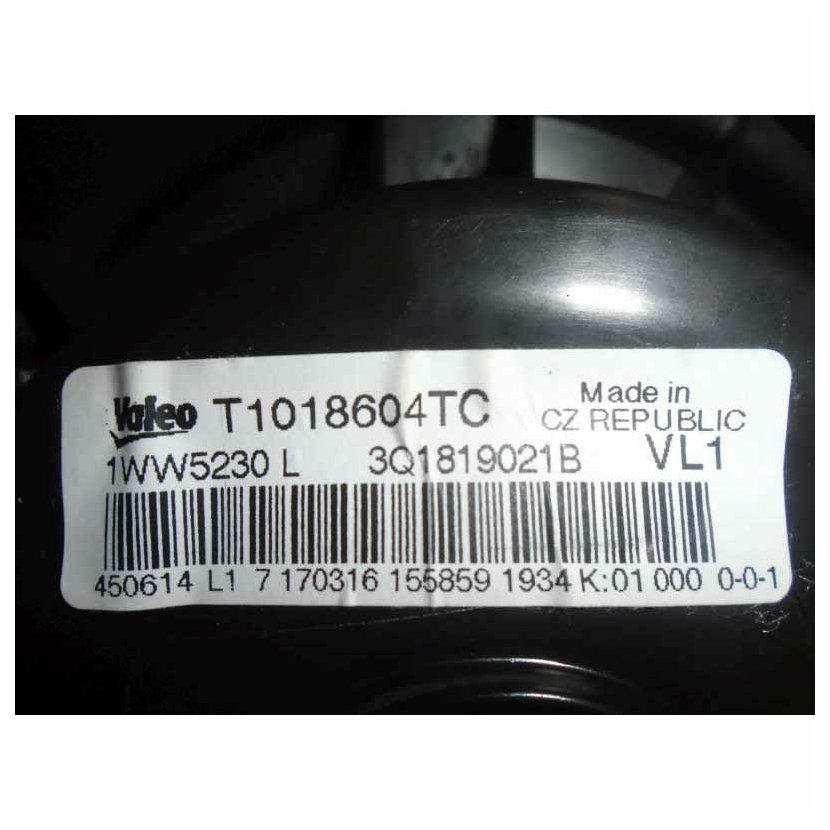 Valeo T1018604TC Made in
CZ REPUBLIC
1WW5230 L 3Q1819021B VL1
450614 L1 7 170316 155859 1934 K:01 000 0-0-1